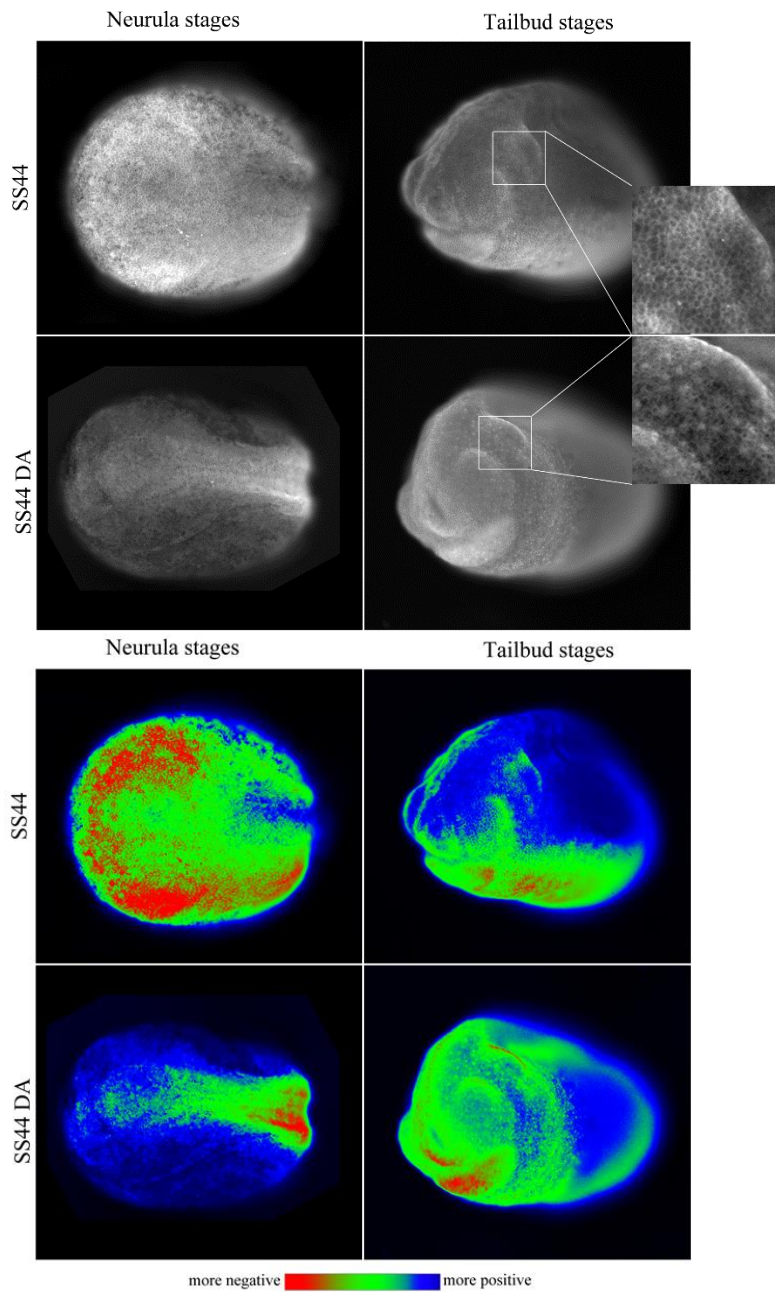 Neurula stages
Tailbud stages
SS44
SS44 DA
Neurula stages
Tailbud stages
SS44
SS44 DA
more negative
more positive